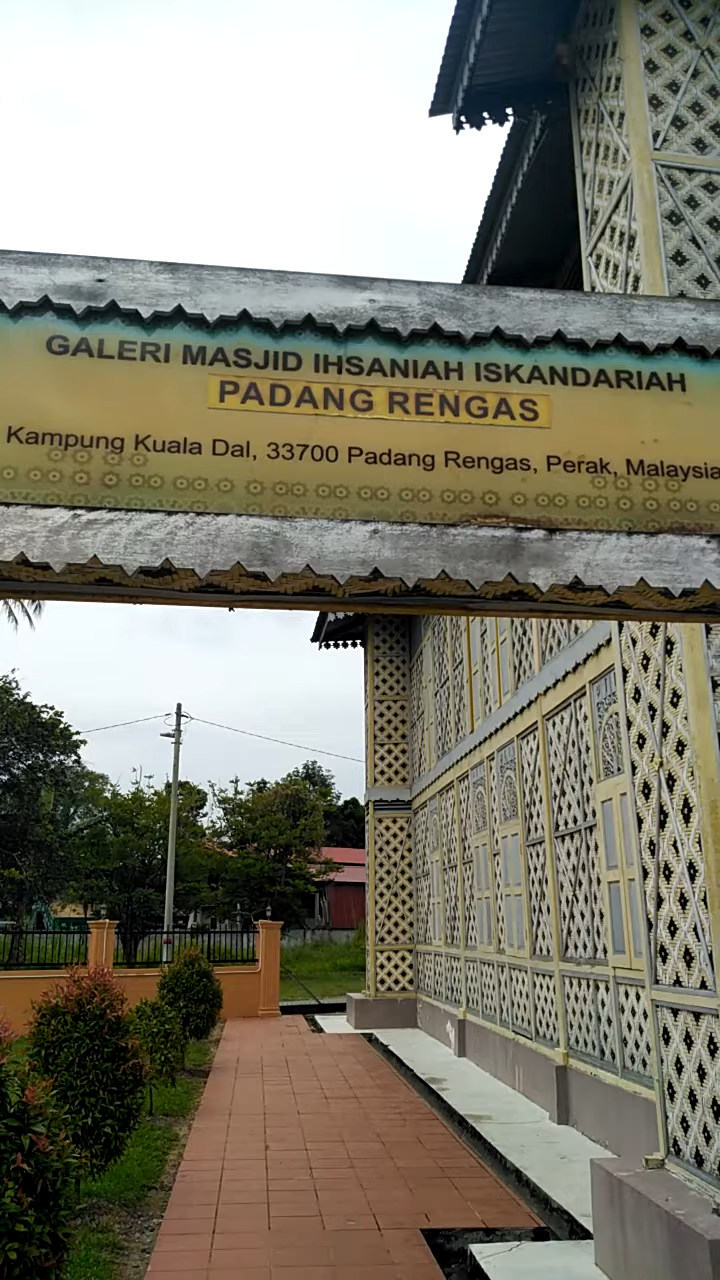 GALERI MASJID IHSANIAH ISKANDARIAH
PADANG RENGAS
Kampung Kuala Dal, 33700 Padang Rengas, Perak, Malaysia